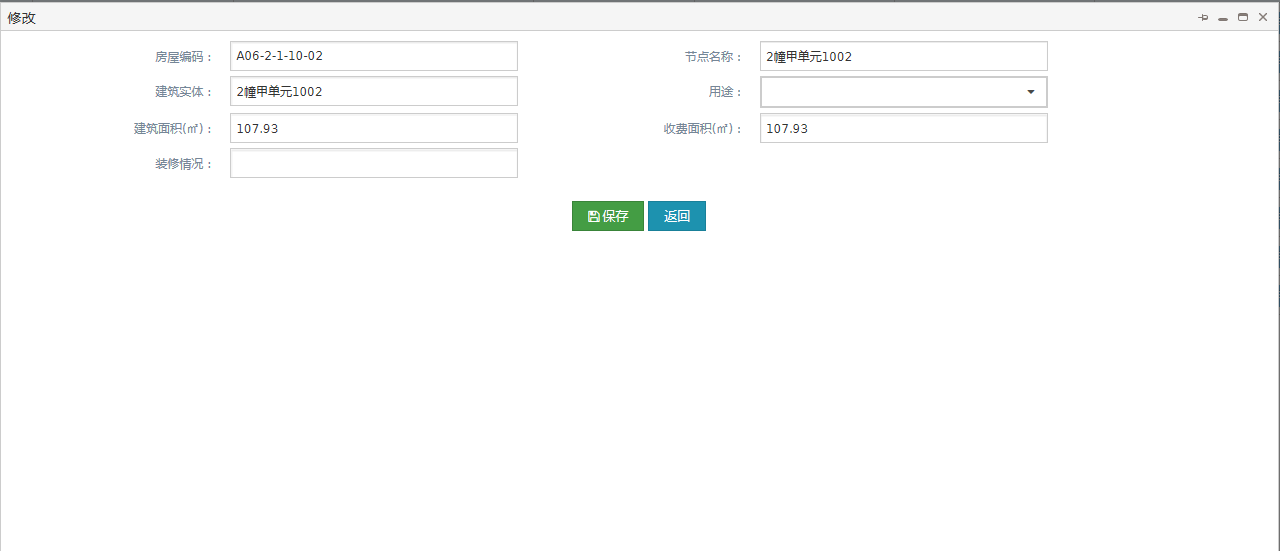 修改
房屋编码： A06-2-1-10-02 节点名称： 2幢甲单元1002
建筑实体： 2幢甲单元1002 用途：
建筑面积(㎡)： 107.93 收费面积(㎡)： 107.93
装修情况：
保存 返回